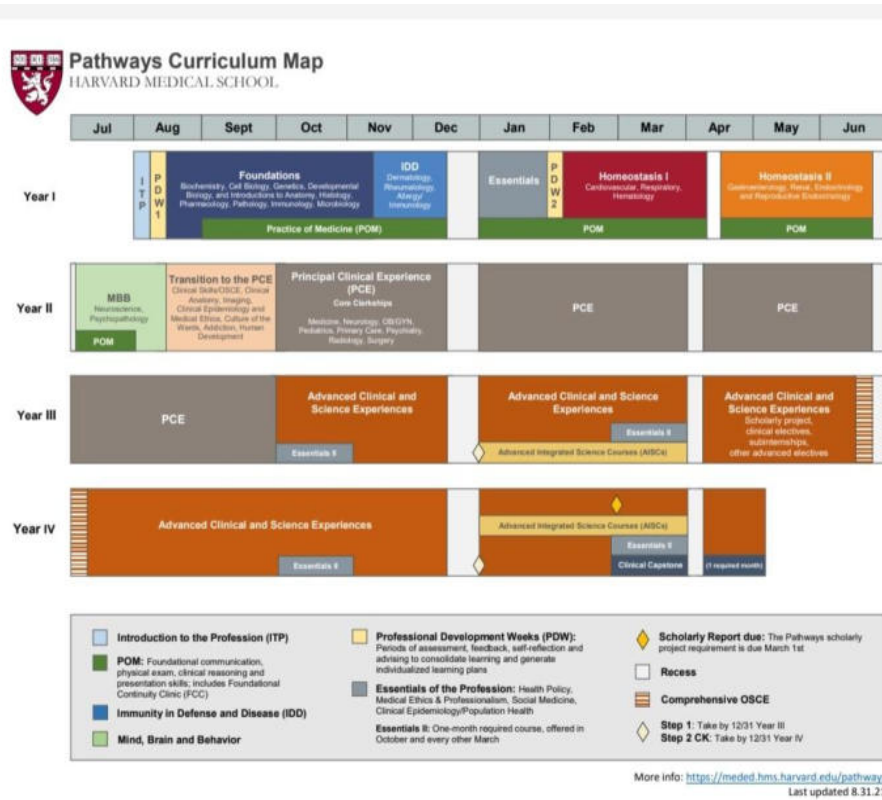 Pathways Curriculum Map
HARVARD MEDICAL SCHOOL
Jul Aug Sept Oct Nov Dec Jan Feb Mar Apr May Jun
Year I
ITP
PDW1
Foundations
Biochemistry, Cell Biology, Genetics, Developmental
Biology, and Introductions to Anatomy, Histology,
Pharmacology, Pathology, Immunology, Microbiology
IDD
Dermatology,
Rheumatology,
Allergy/
Immunology
Practice of Medicine (POM)
Essentials
PDW2
Homeostasis I
Cardiovascular, Respiratory,
Hematology
POM
Homeostasis II
Gastroenterology, Renal, Endocrinology
and Reproductive Endocrinology
POM
Year II
MBB
Neuroscience,
Psychopathology
POM
Transition to the PCE
Clinical Skills/OSCE, Clinical
Anatomy, Imaging,
Clinical Epidemiology and
Medical Ethics, Culture of the
Wards, Addiction, Human
Development
Principal Clinical Experience
(PCE)
Core Clerkships
Medicine, Neurology, OB/GYN,
Pediatrics, Primary Care, Psychiatry,
Radiology, Surgery
PCE
PCE
Year III
PCE
Advanced Clinical and
Science Experiences
Essentials II
Advanced Clinical and Science
Experiences
Essentials II
Advanced Integrated Science Courses (AISCs)
Advanced Clinical and
Science Experiences
Scholarly project,
clinical electives,
subinternships,
other advanced electives
Year IV
Advanced Clinical and Science Experiences
Essentials II
Advanced Integrated Science Courses (AISCs)
Essentials II
Clinical Capstone
(1 required month)
Introduction to the Profession (ITP)
POM: Foundational communication,
physical exam, clinical reasoning and
presentation skills; includes Foundational
Continuity Clinic (FCC)
Immunity in Defense and Disease (IDD)
Mind, Brain and Behavior
Professional Development Weeks (PDW):
Periods of assessment, feedback, self-reflection and
advising to consolidate learning and generate
individualized learning plans
Essentials of the Profession: Health Policy,
Medical Ethics & Professionalism, Social Medicine,
Clinical Epidemiology/Population Health
Essentials II: One-month required course, offered in
October and every other March
Scholarly Report due: The Pathways scholarly
project requirement is due March 1st
Recess
Comprehensive OSCE
Step 1: Take by 12/31 Year III
Step 2 CK: Take by 12/31 Year IV
More info: https://meded.hms.harvard.edu/pathway
Last updated 8.31.21